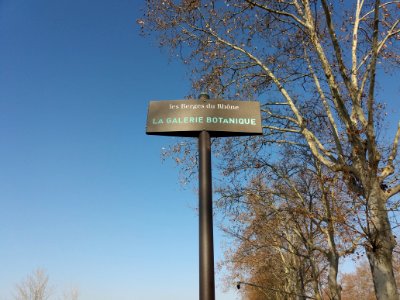 les Berges du Rhône
LA GALERIE BOTANIQUE